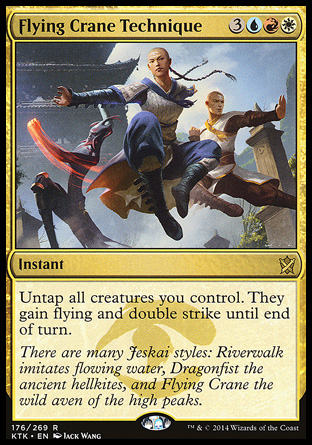 Flying Crane Technique 3
Instant
Untap all creatures you control. They
gain flying and double strike until end
of turn.
There are many Jeskai styles: Riverwalk
imitates flowing water, Dragonfist the
ancient hellkites, and Flying Crane the
wild aven of the high peaks.
176/269 R
KTK • EN Jack Wang
™ & © 2014 Wizards of the Coast